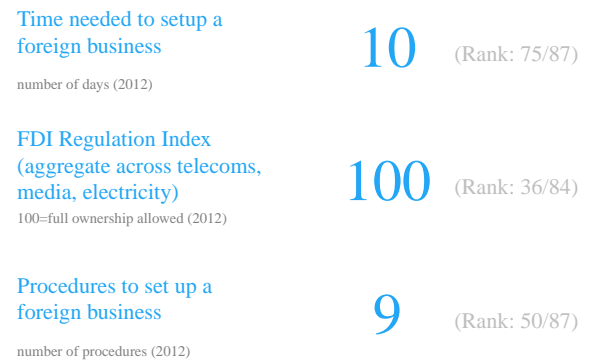 Time needed to setup a
foreign business
10 (Rank: 75/87)
number of days (2012)
FDI Regulation Index
(aggregate across telecoms,
media, electricity)
100 (Rank: 36/84)
100=full ownership allowed (2012)
Procedures to set up a
foreign business
9 (Rank: 50/87)
number of procedures (2012)